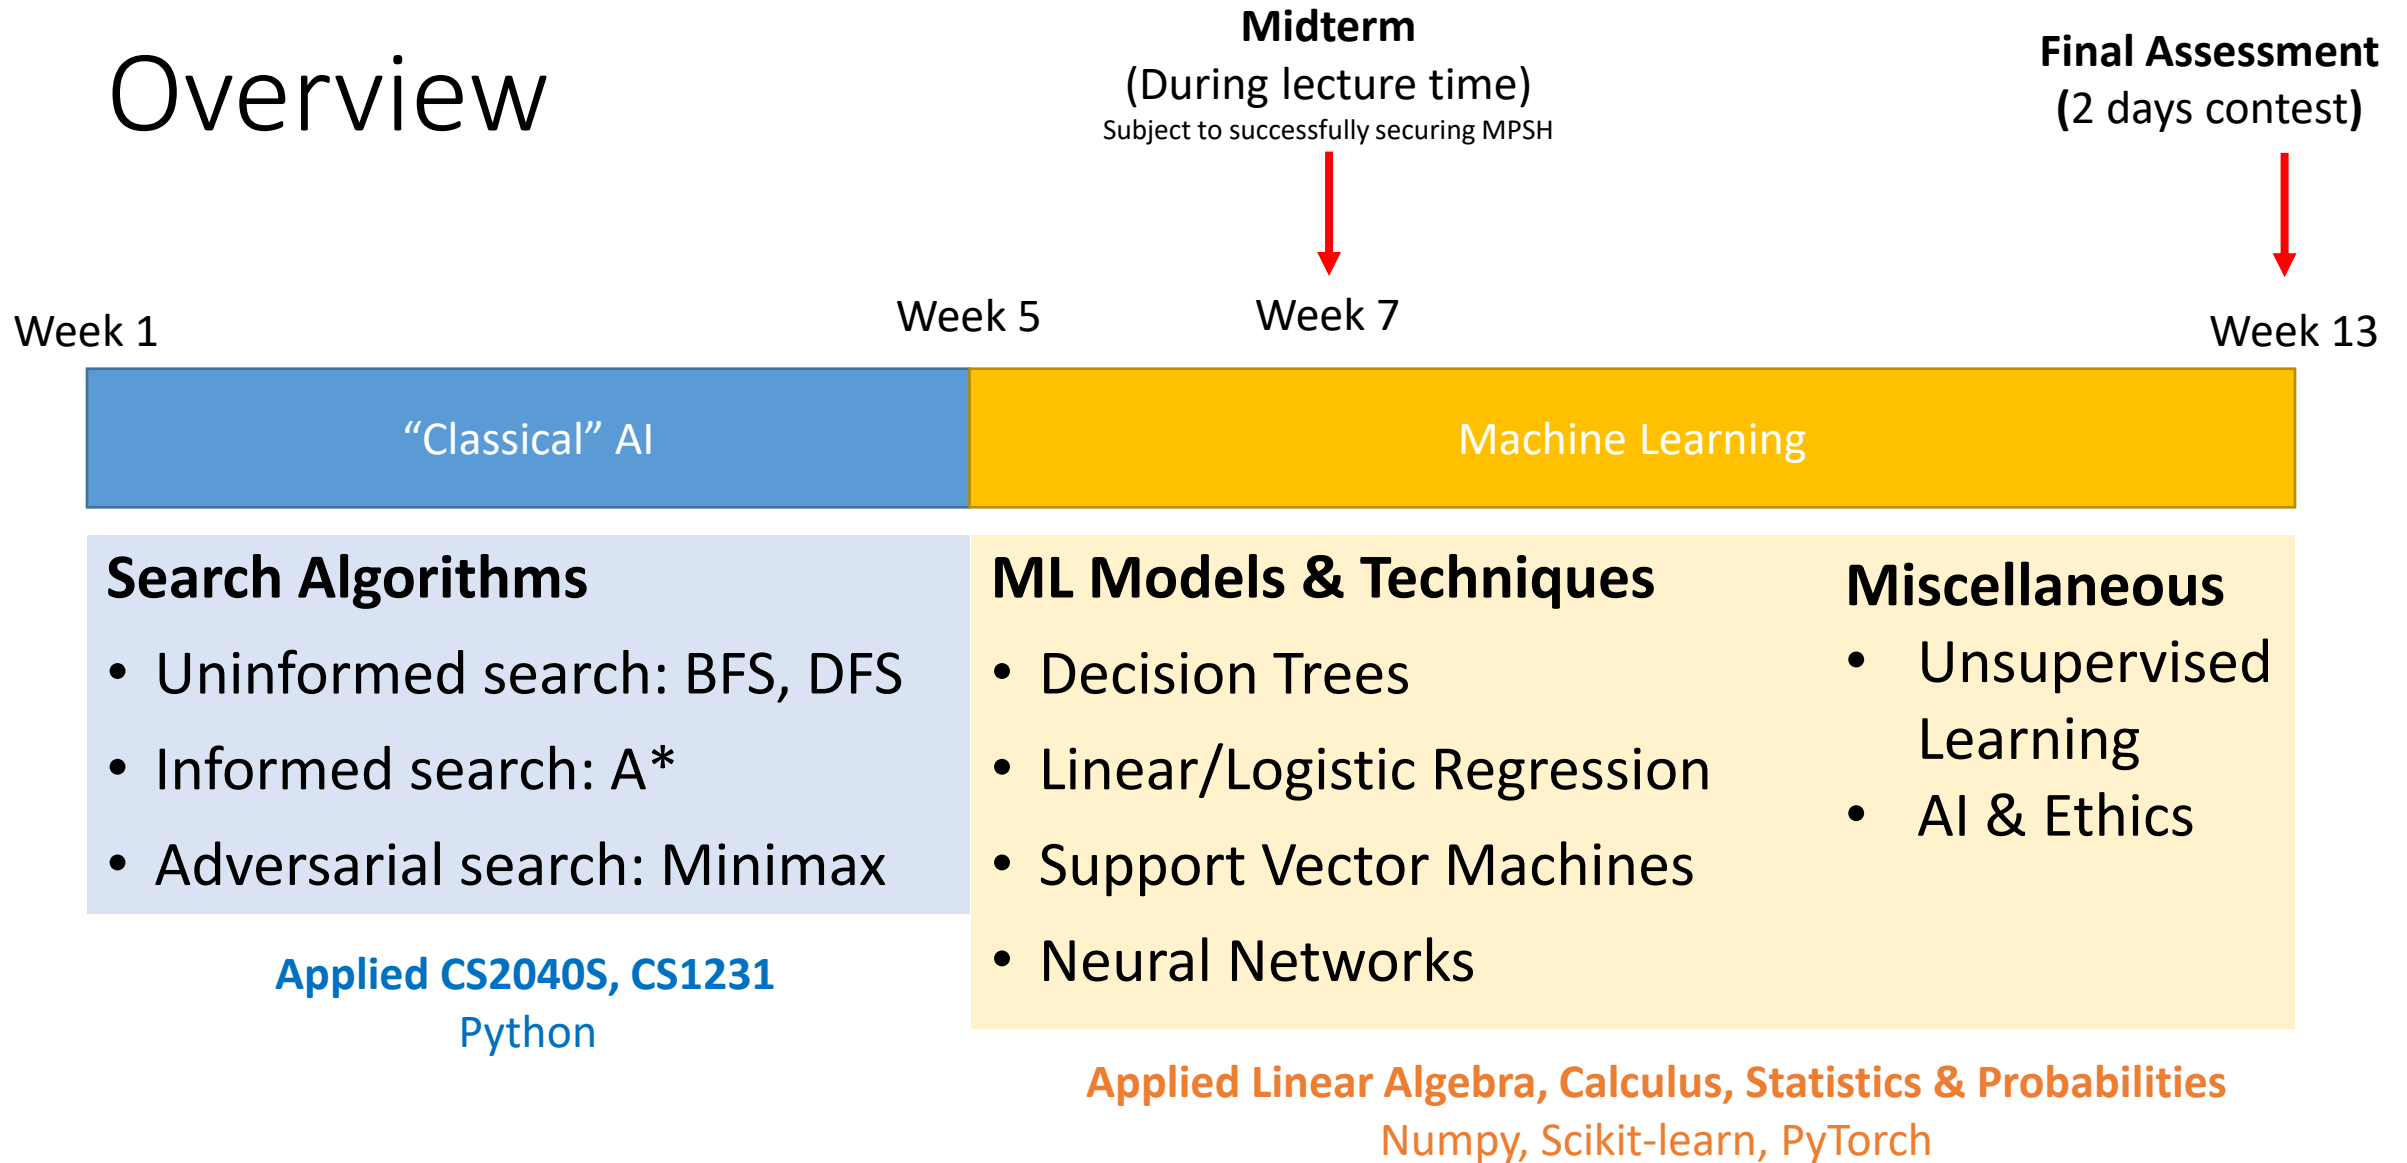 Overview
Midterm
(During lecture time)
Subject to successfully securing MPSH
Final Assessment
(2 days contest)
Week 1
Week 5
Week 7
Week 13
“Classical” AI
Machine Learning
Search Algorithms
• Uninformed search: BFS, DFS
• Informed search: A*
• Adversarial search: Minimax
Applied CS2040S, CS1231
Python
ML Models & Techniques
• Decision Trees
• Linear/Logistic Regression
• Support Vector Machines
• Neural Networks
Miscellaneous
• Unsupervised
Learning
• AI & Ethics
Applied Linear Algebra, Calculus, Statistics & Probabilities
Numpy, Scikit-learn, PyTorch